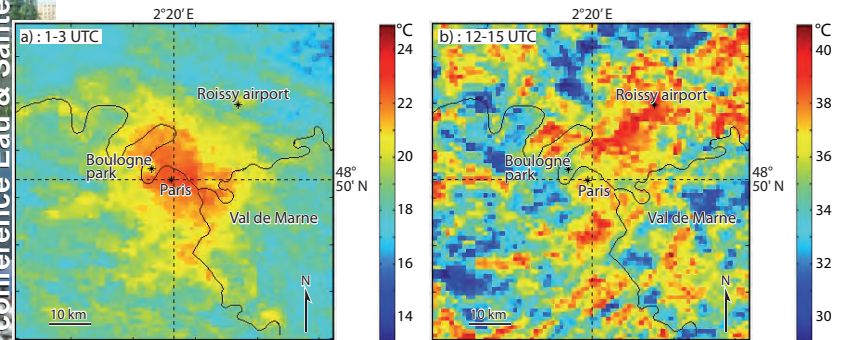 conférence Eau & Santé
2°20' E
a) : 1-3 UTC
Roissy airport
Boulogne
park
Paris
Val de Marne
N
10 km
°C
24
22
20
18
16
14
48°
50' N
2°20' E
b) : 12-15 UTC
Roissy airport
Boulogne
park
Paris
Val de Marne
N
10 km
°C
40
38
36
34
32
30
48°
50' N